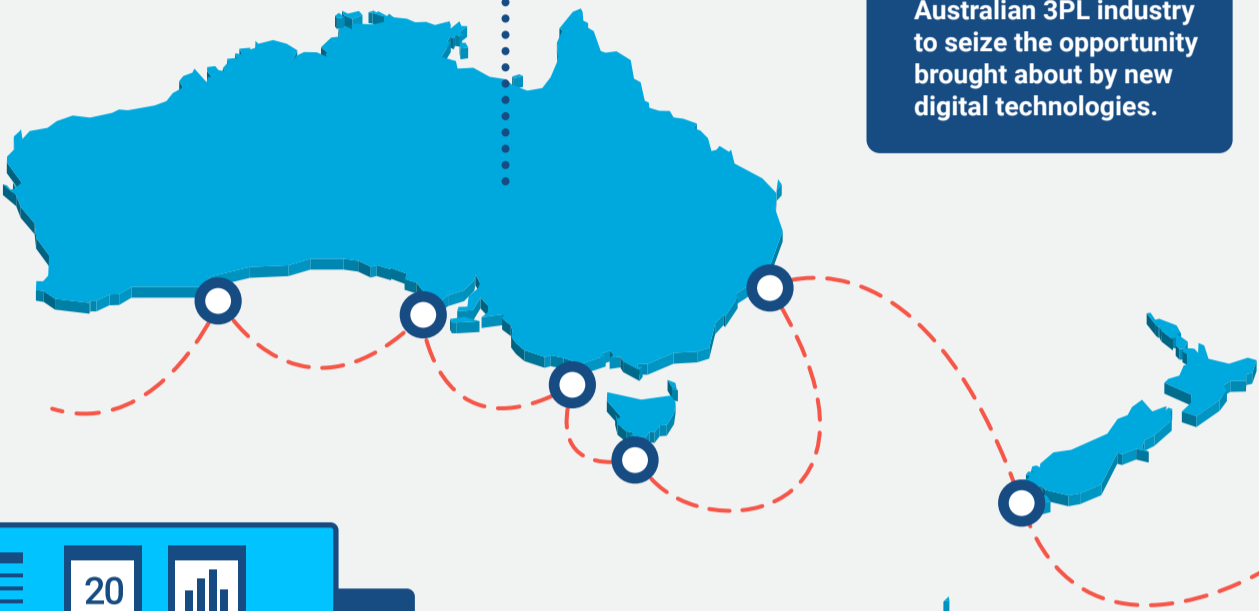 Australian 3PL industry
to seize the opportunity
brought about by new
digital technologies.
20